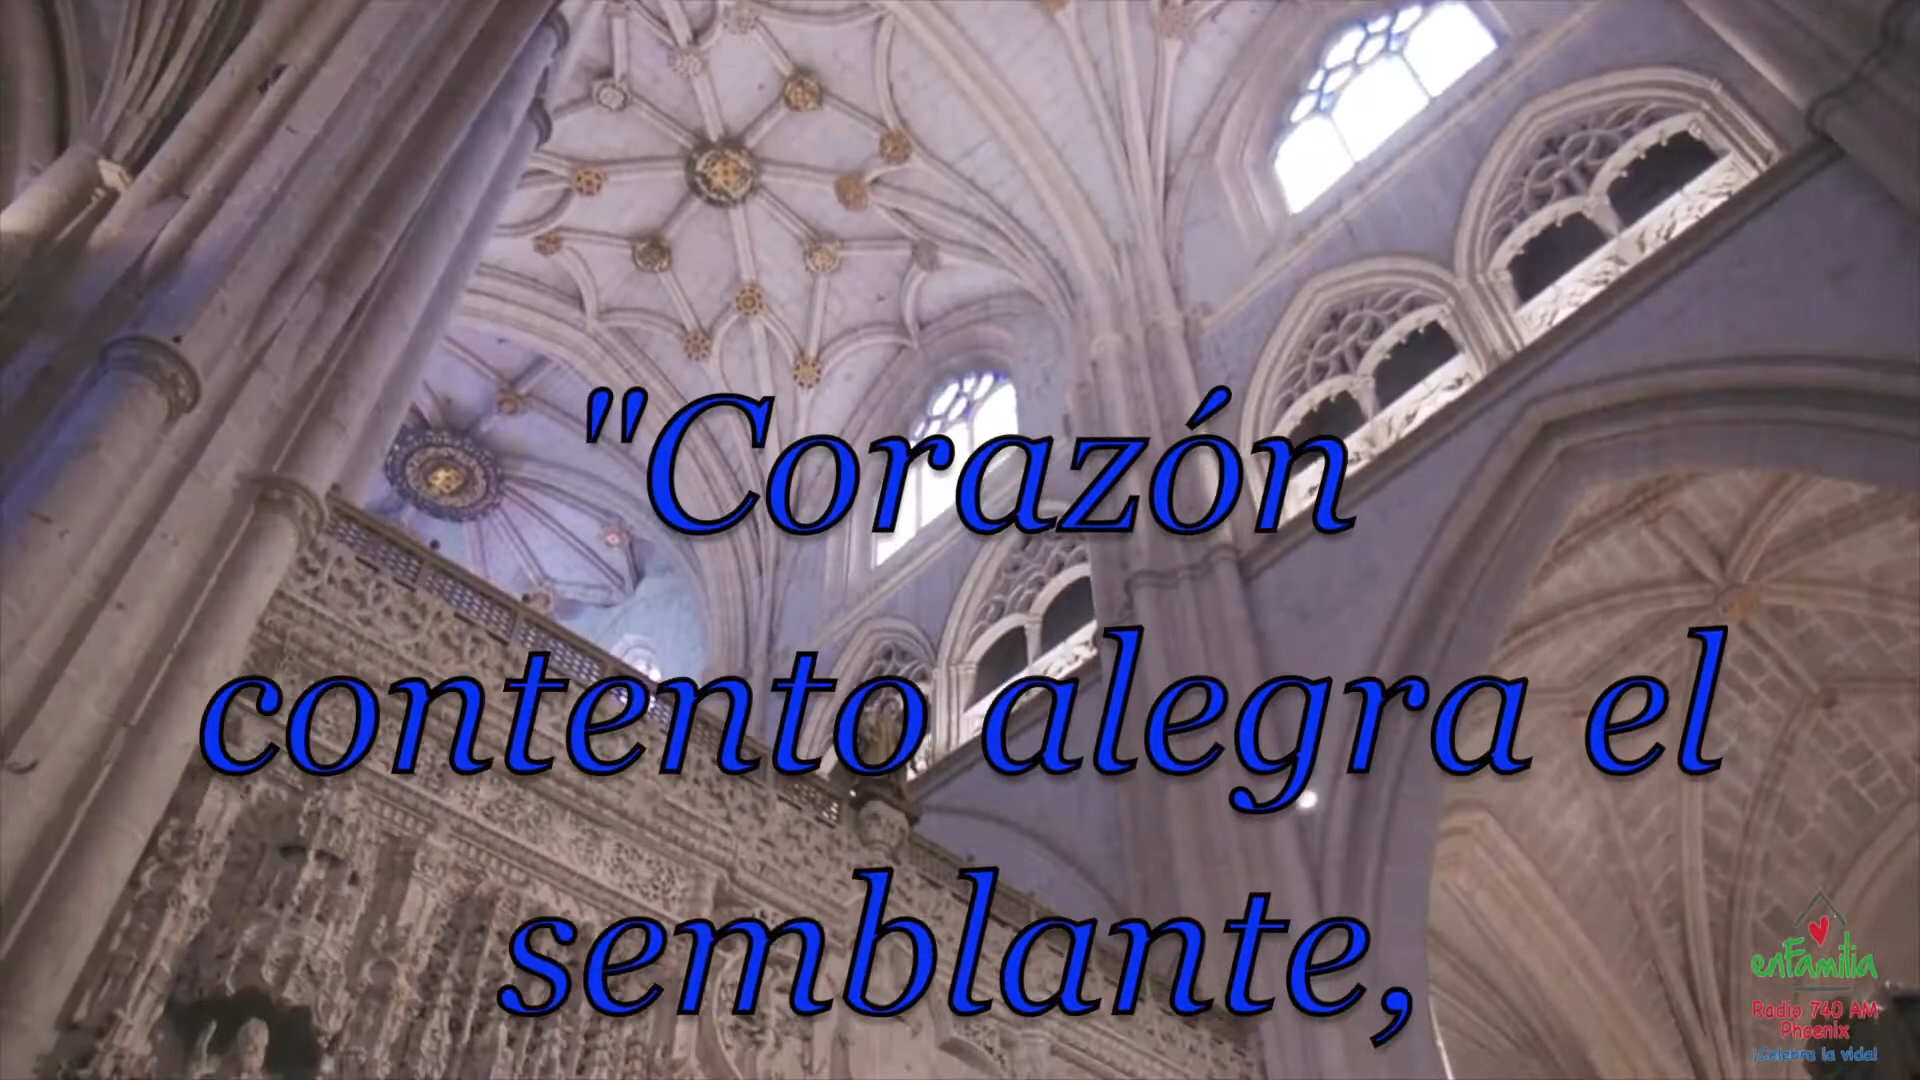 "Corazón
contento alegra el
semblante,
enFamilia
Radio 740 AM
Phoenix
¡Celebra la vida!